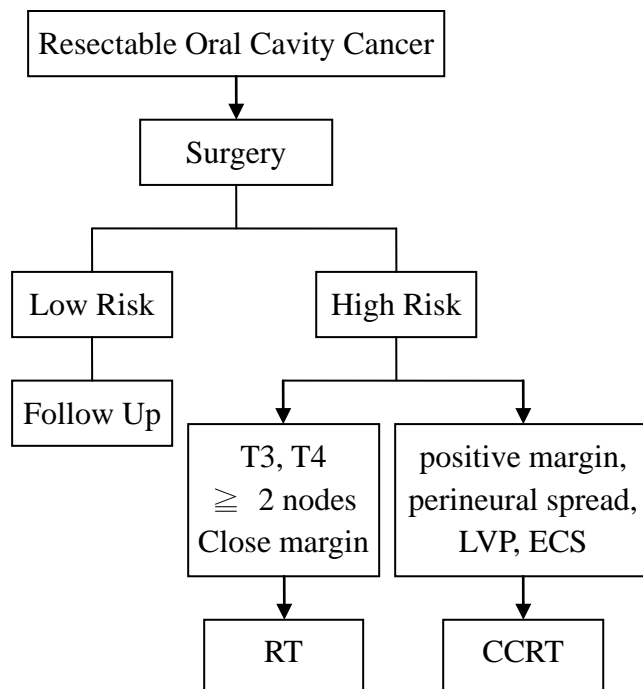 Resectable Oral Cavity Cancer
Surgery
Low Risk
High Risk
Follow Up
T3, T4
≧ 2 nodes
Close margin
positive margin,
perineural spread,
LVP, ECS
RT
CCRT